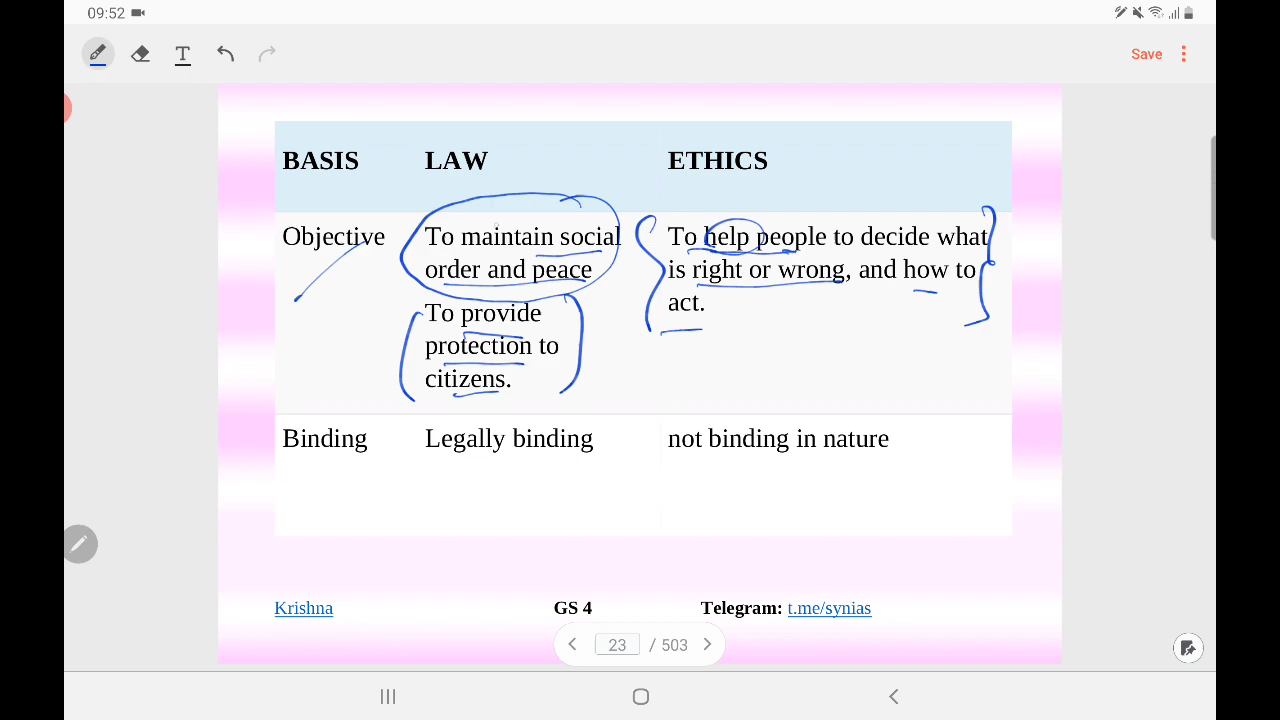 09:52
T
Save
BASIS LAW ETHICS
Objective To maintain social To help people to decide what
order and peace is right or wrong, and how to
To provide act.
protection to
citizens.
Binding Legally binding not binding in nature
Krishna GS 4 Telegram: t.me/synias
23 / 503